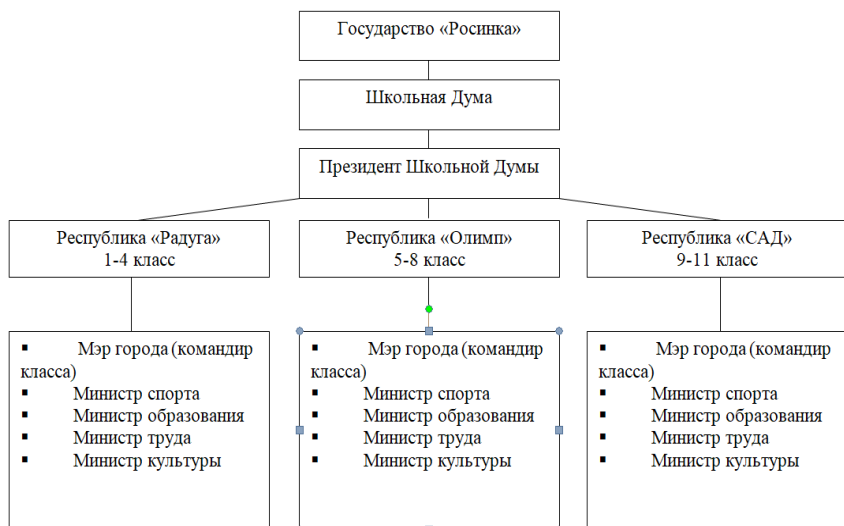 Государство «Росинка»
Школьная Дума
Президент Школьной Думы
Республика «Радуга»
1-4 класс
Республика «Олимп»
5-8 класс
Республика «САД»
9-11 класс
▪ Мэр города (командир
класса)
▪ Министр спорта
▪ Министр образования
▪ Министр труда
▪ Министр культуры
▪ Мэр города (командир
класса)
▪ Министр спорта
▪ Министр образования
▪ Министр труда
▪ Министр культуры
▪ Мэр города (командир
класса)
▪ Министр спорта
▪ Министр образования
▪ Министр труда
▪ Министр культуры